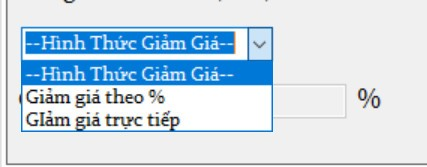 --Hình Thức Giảm Giá--
--Hình Thức Giảm Giá--
Giảm giá theo %
GIảm giá trực tiếp
%